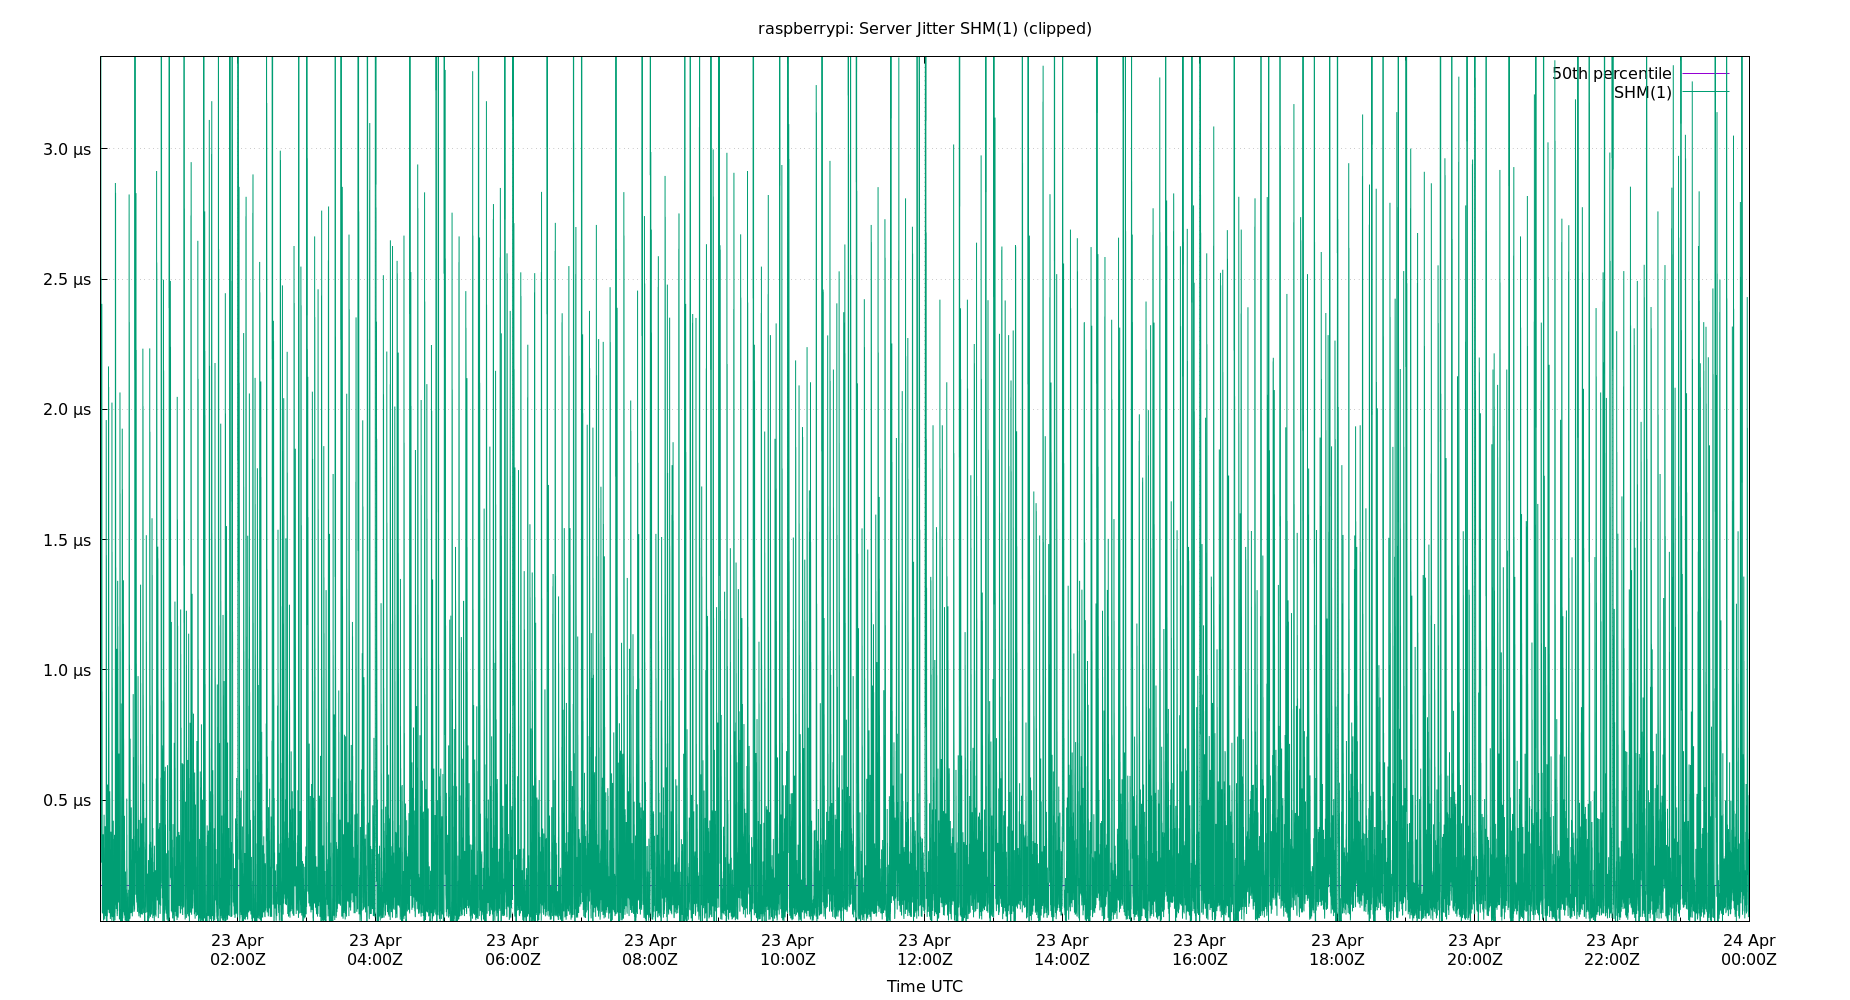 raspberrypi: Server Jitter SHM(1) (clipped)
50th percentile
SHM(1)
3.0 µs
2.5 µs
2.0 µs
1.5 µs
1.0 µs
0.5 µs
23 Apr 23 Apr 23 Apr 23 Apr 23 Apr 23 Apr 23 Apr 23 Apr 23 Apr 23 Apr 23 Apr 24 Apr
02:00Z 04:00Z 06:00Z 08:00Z 10:00Z 12:00Z 14:00Z 16:00Z 18:00Z 20:00Z 22:00Z 00:00Z
Time UTC